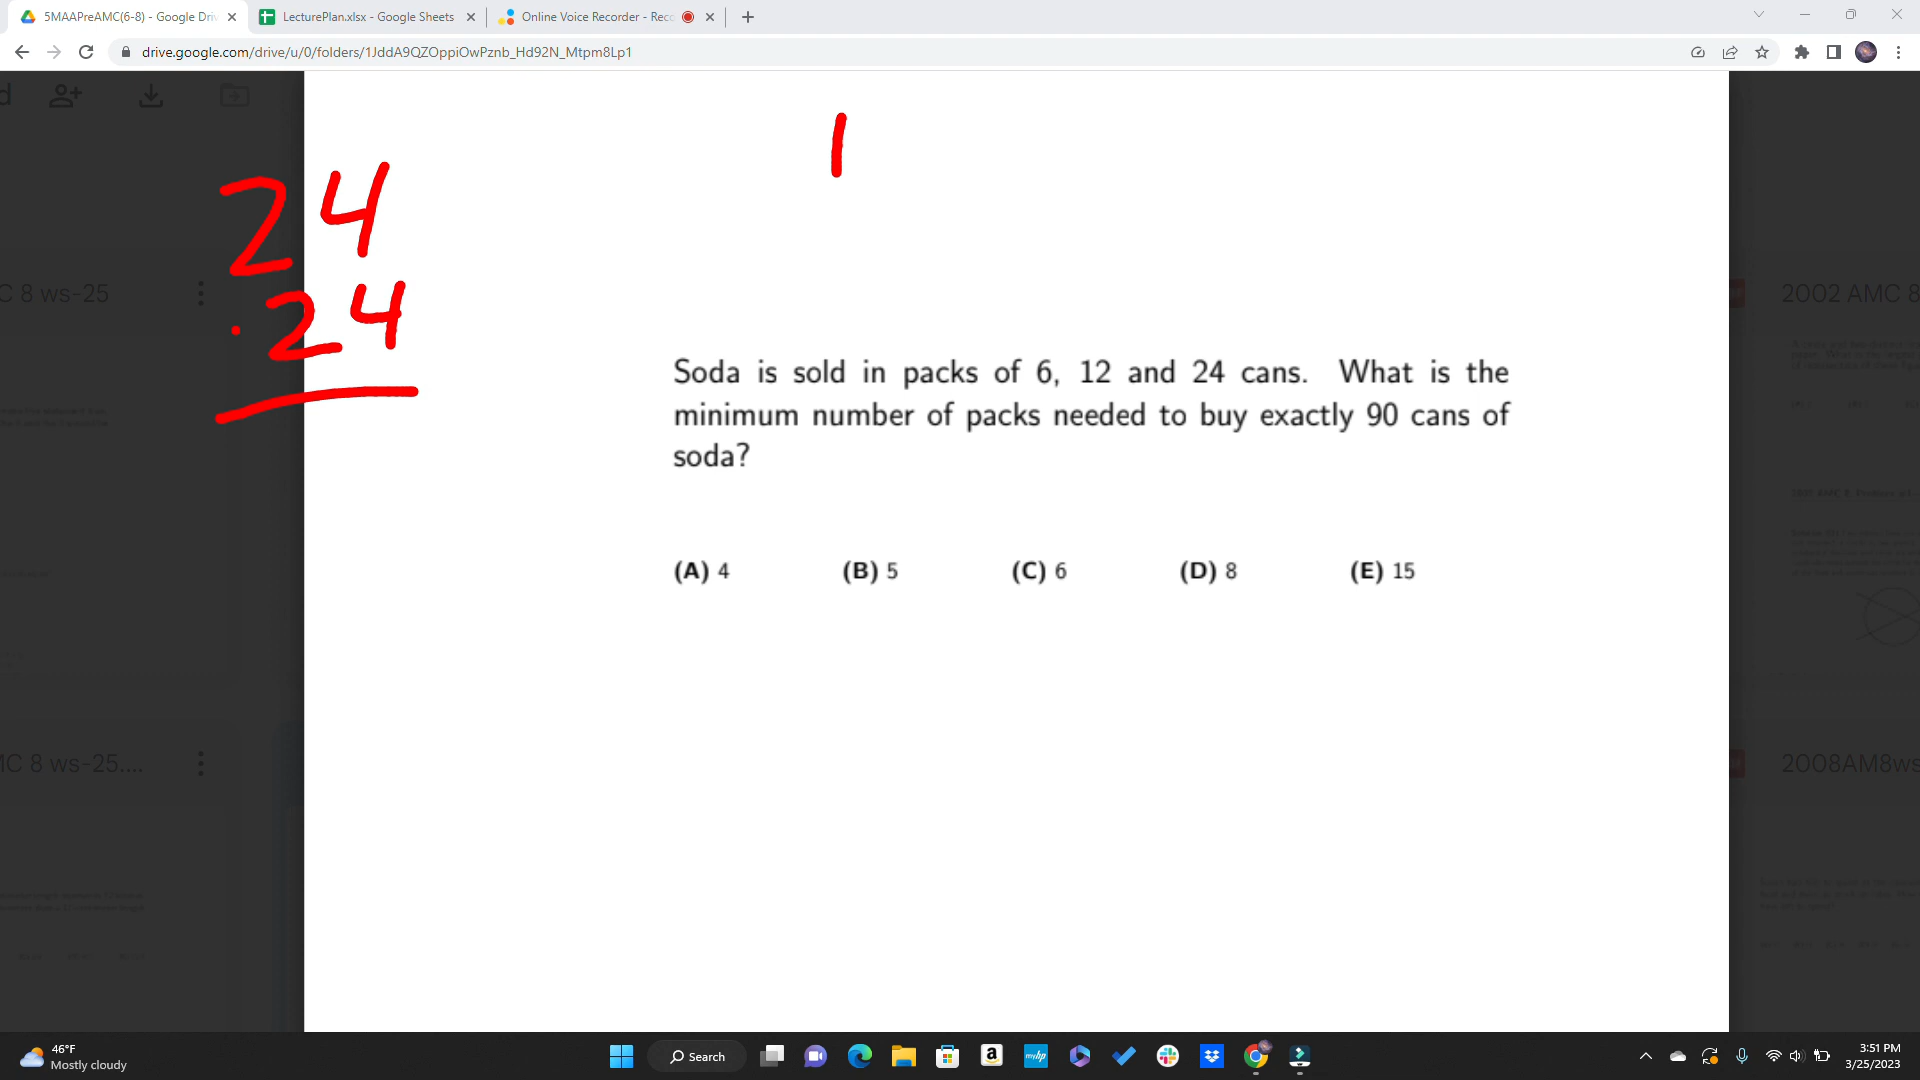 5MAAPreAMC(6-8) - Google Dri
LecturePlan.xlsx - Google Sheets
Online Voice Recorder - Rec
drive.google.com/drive/u/0/folders/1JddA9QZOppiOwPznb_Hd92N_Mtpm8Lp1
d
1
24
. 24
C 8 ws-25
2002 AMC 8
Soda is sold in packs of 6, 12 and 24 cans. What is the
minimum number of packs needed to buy exactly 90 cans of
soda?
(A) 4 (B) 5 (C) 6 (D) 8 (E) 15
MC 8 ws-25....
2008AM8ws
46°F
Mostly cloudy
Search
a
myhp
3:51 PM
3/25/2023